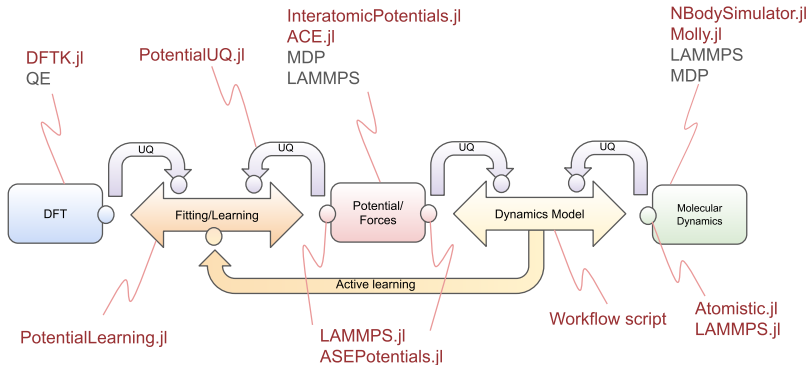 InteratomicPotentials.jl
ACE.jl
MDP
LAMMPS
NBodySimulator.jl
Molly.jl
LAMMPS
MDP
DFTK.jl
QE
PotentialUQ.jl
UQ
UQ
UQ
UQ
DFT
Fitting/Learning
Potential/
Forces
Dynamics Model
Molecular
Dynamics
Active learning
PotentialLearning.jl
LAMMPS.jl
ASEPotentials.jl
Workflow script
Atomistic.jl
LAMMPS.jl